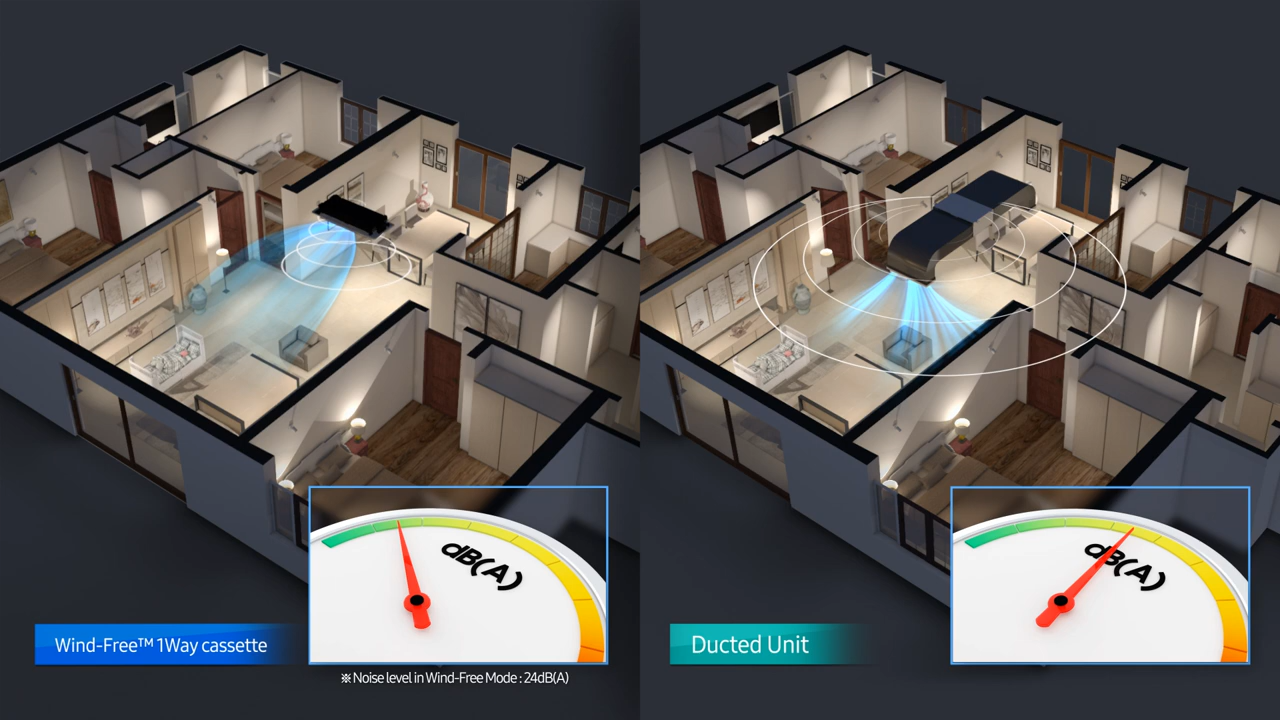 dB(A)
Wind-Free™ 1Way cassette
※ Noise level in Wind-Free Mode : 24dB(A)
dB(A)
Ducted Unit